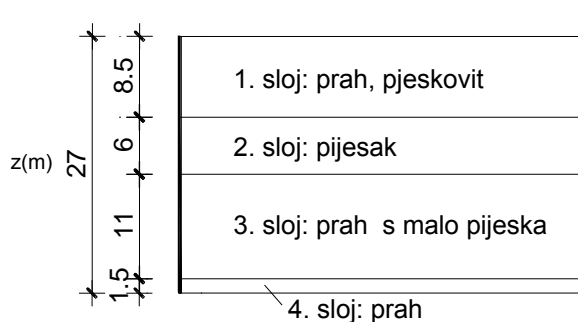 8.5
1. sloj: prah, pjeskovit
6
2. sloj: pijesak
z(m)
27
11
3. sloj: prah s malo pijeska
1.5
4. sloj: prah